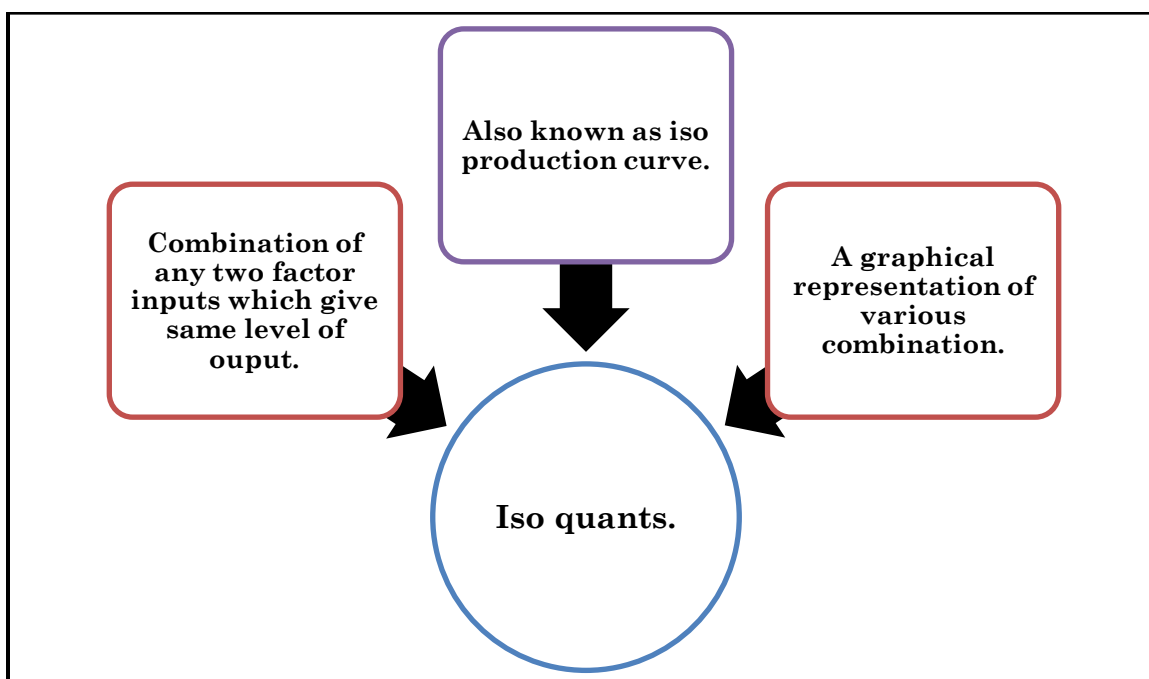 Also known as iso
production curve.
Combination of
any two factor
inputs which give
same level of
ouput.
A graphical
representation of
various
combination.
Iso quants.